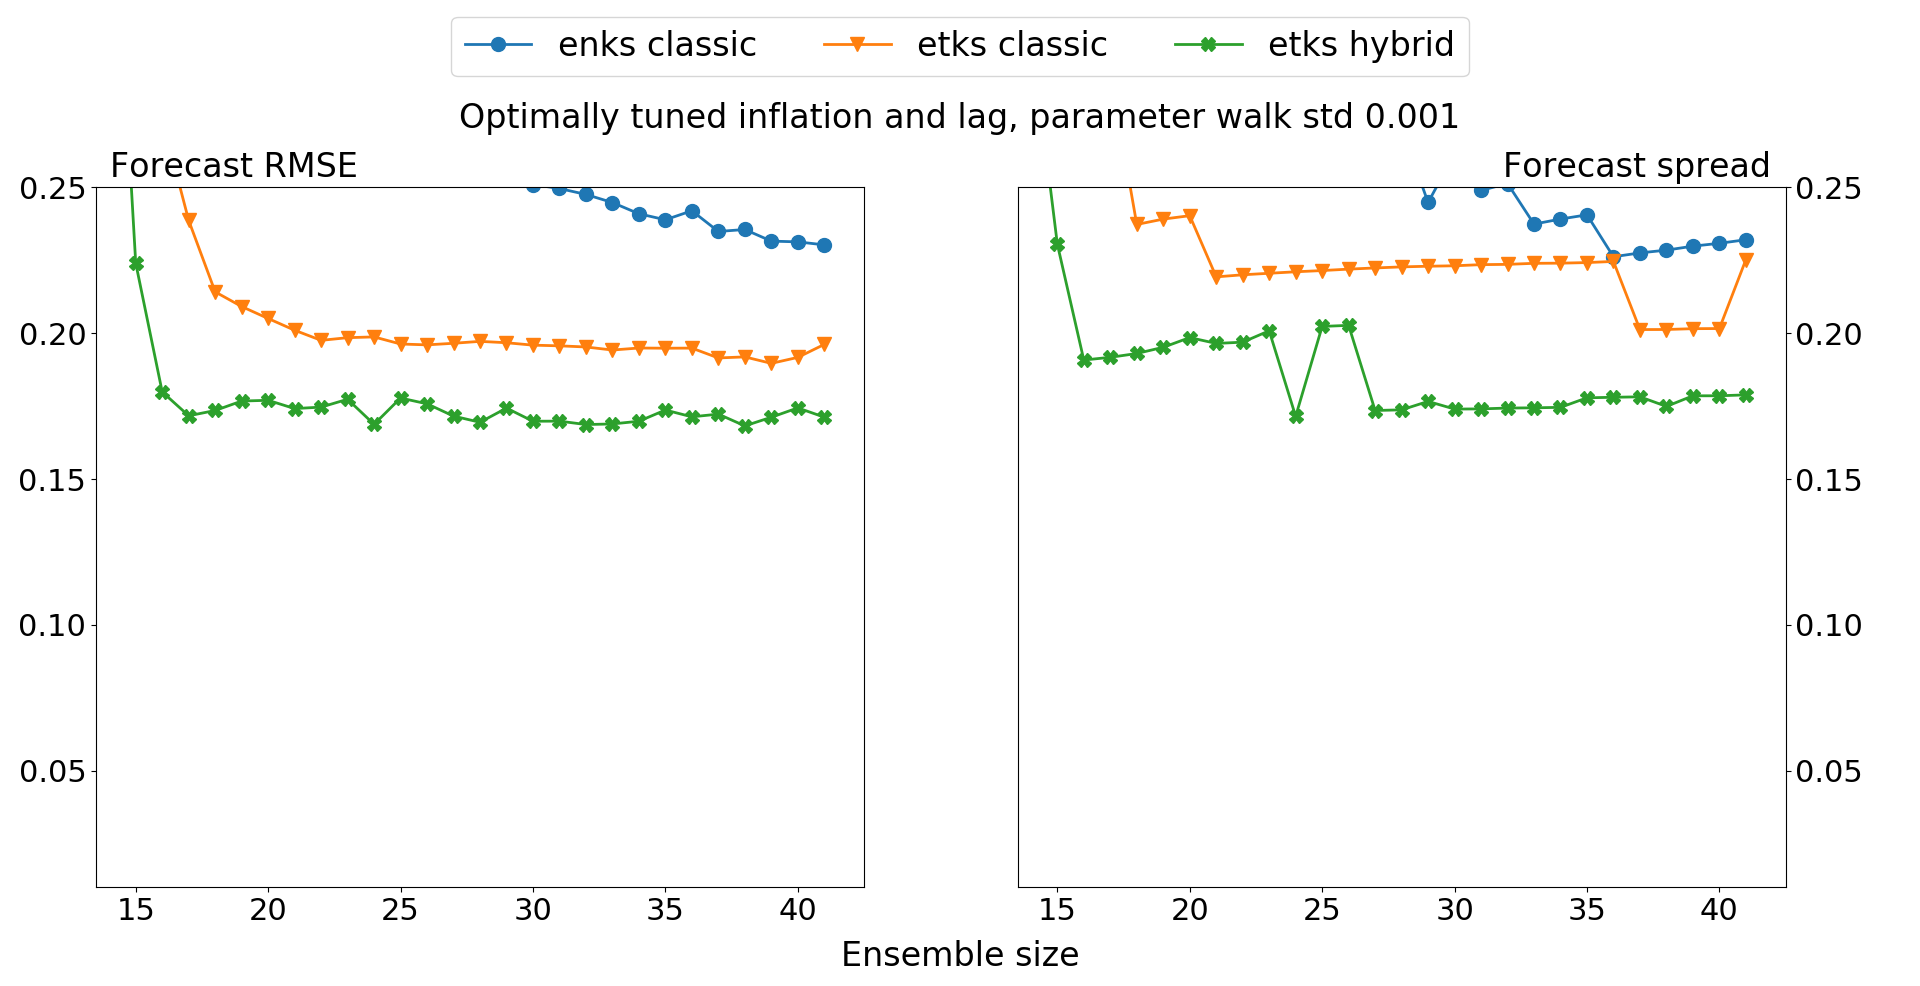 enks classic etks classic etks hybrid
Optimally tuned inflation and lag, parameter walk std 0.001
Forecast RMSE Forecast spread
0.25 0.25
0.20 0.20
0.15 0.15
0.10 0.10
0.05 0.05
15 20 25 30 35 40 15 20 25 30 35 40
Ensemble size